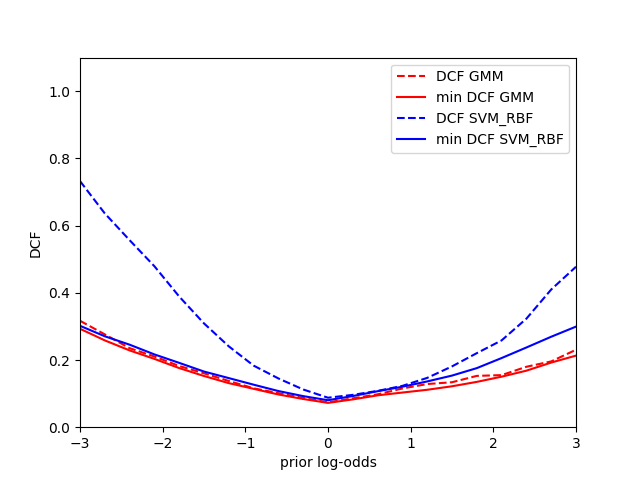 DCF GMM
min DCF GMM
DCF SVM_RBF
min DCF SVM_RBF
1.0
0.8
0.6
0.4
0.2
0.0
DCF
−3
−2
−1
0
1
2
3
prior log-odds